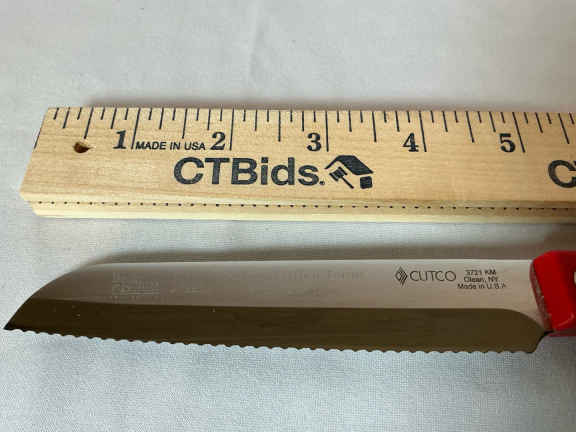 1 2 3 4 5
MADE IN USA
CTBids.
C
CUTCO
3721 KM
Olean, NY
Made in U.S.A